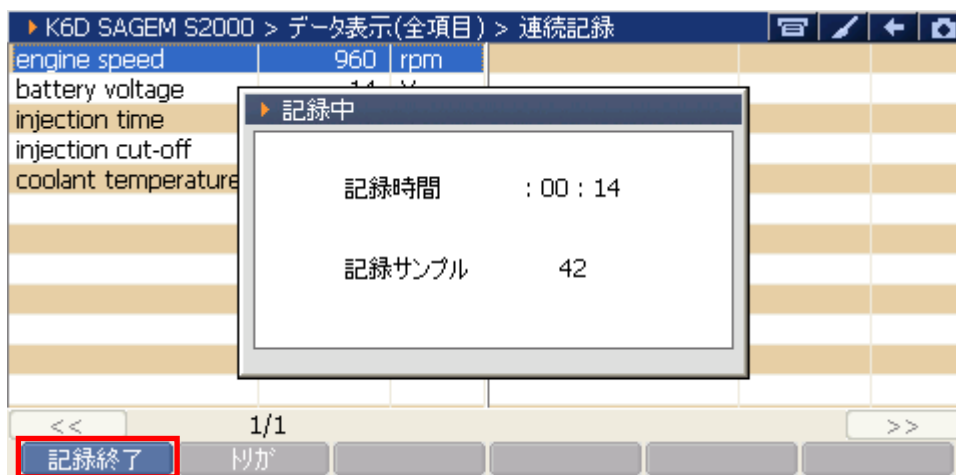 K6D SAGEM S2000 > データ表示(全項目) > 連続記録
engine speed 960 rpm
battery voltage 14 V
injection time
injection cut-off
coolant temperature
記録中
記録時間 : 00 : 14
記録サンプル 42
<< 1/1 >>
記録終了 トリガ